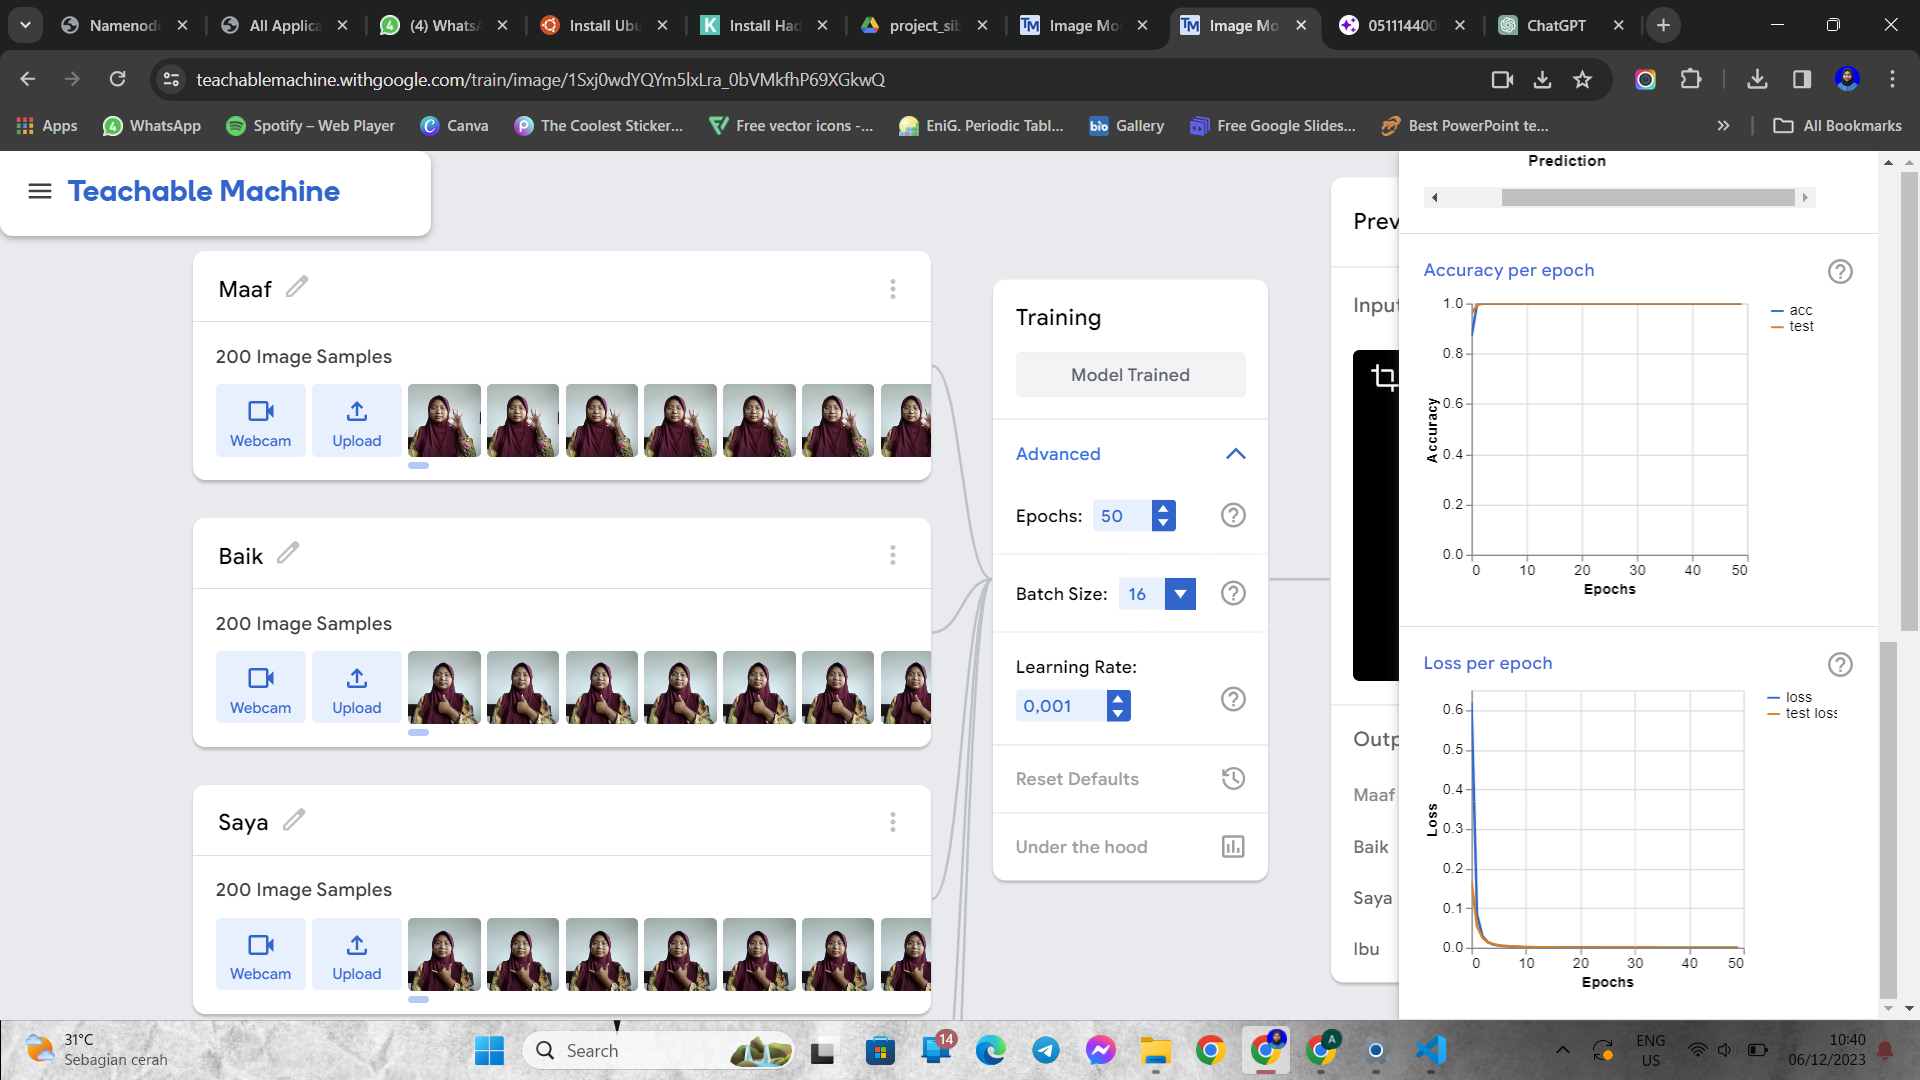 Namenode
All Applica
(4) WhatsA
Install Ubu
Install Had
project_sib
Image Mo
Image Mo
051114400
ChatGPT
teachablemachine.withgoogle.com/train/image/1Sxj0wdYQYm5lxLra_0bVMkfhP69XGkwQ
Apps
WhatsApp
Spotify – Web Player
Canva
The Coolest Sticker...
Free vector icons -...
EniG. Periodic Tabl...
bio Gallery
Free Google Slides...
Best PowerPoint te...
All Bookmarks
Teachable Machine
Maaf
200 Image Samples
Webcam
Upload
Baik
200 Image Samples
Webcam
Upload
Saya
200 Image Samples
Webcam
Upload
Training
Model Trained
Advanced
Epochs: 50
Batch Size: 16
Learning Rate:
0,001
Reset Defaults
Under the hood
Prev
Input
Outp
Maaf
Baik
Saya
Ibu
Prediction
Accuracy per epoch
1.0
0.8
0.6
0.4
0.2
0.0
Accuracy
0 10 20 30 40 50
Epochs
acc
test
Loss per epoch
0.6
0.5
0.4
0.3
0.2
0.1
0.0
Loss
0 10 20 30 40 50
Epochs
loss
test loss
31°C
Sebagian cerah
Search
14
A
ENG
US
10:40
06/12/2023